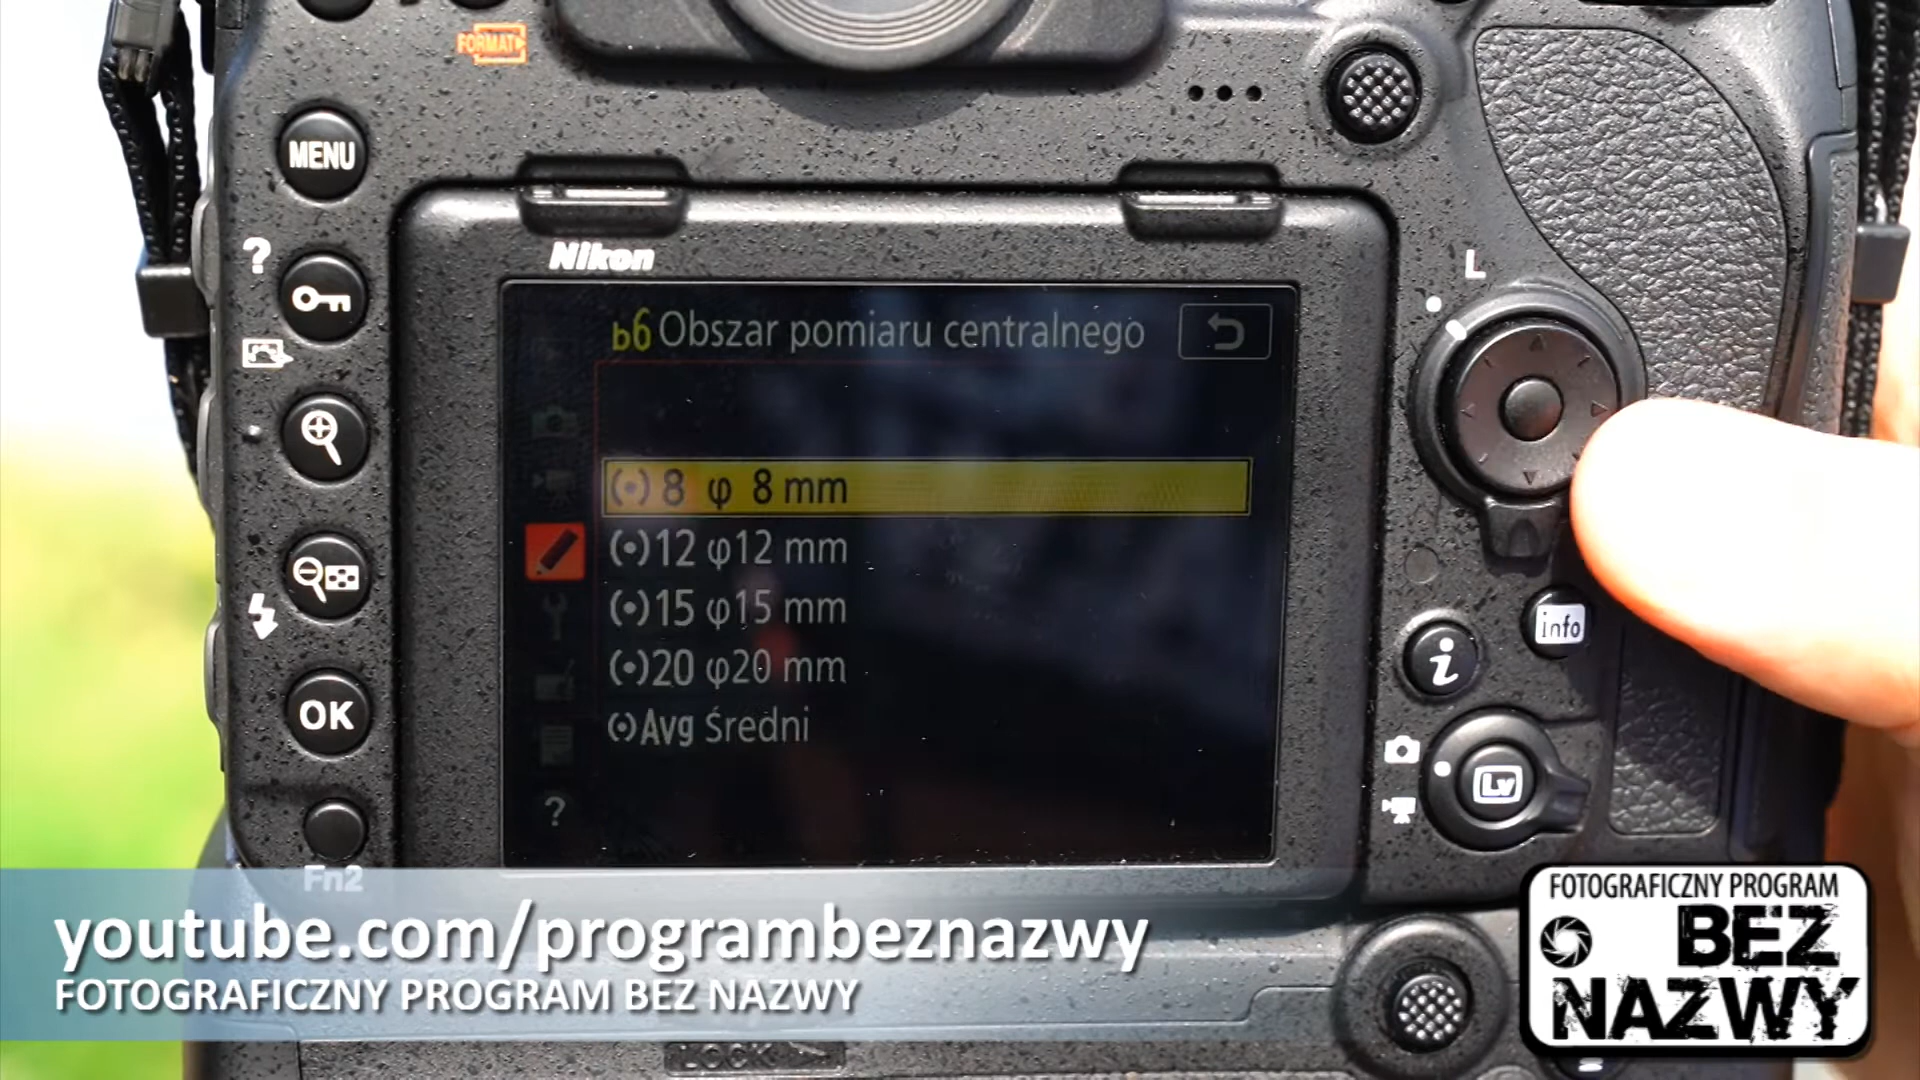 FORMAT
MENU
Nikon
L
?
b6 Obszar pomiaru centralnego
(•) 8 φ 8 mm
(•) 12 φ12 mm
(•) 15 φ15 mm
(•) 20 φ20 mm
(•) Avg Średni
?
OK
info
i
Lv
Fn2
youtube.com/programbeznazwy
FOTOGRAFICZNY PROGRAM BEZ NAZWY
FOTOGRAFICZNY PROGRAM
BEZ
NAZWY
LOCK